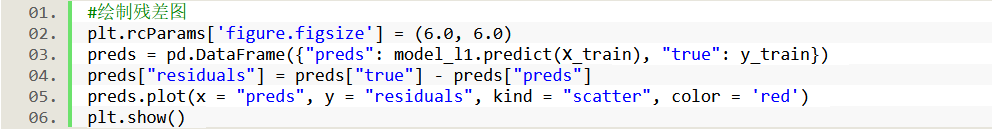 01. #绘制残差图
02. plt.rcParams['figure.figsize'] = (6.0, 6.0)
03. preds = pd.DataFrame({"preds": model_l1.predict(X_train), "true": y_train})
04. preds["residuals"] = preds["true"] - preds["preds"]
05. preds.plot(x = "preds", y = "residuals", kind = "scatter", color = 'red')
06. plt.show()